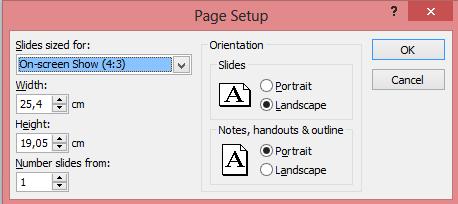 Page Setup
?
Slides sized for:
On-screen Show (4:3)
Width:
25,4 cm
Height:
19,05 cm
Number slides from:
1
Orientation
Slides
A
Portrait
Landscape
Notes, handouts & outline
A
Portrait
Landscape
OK
Cancel